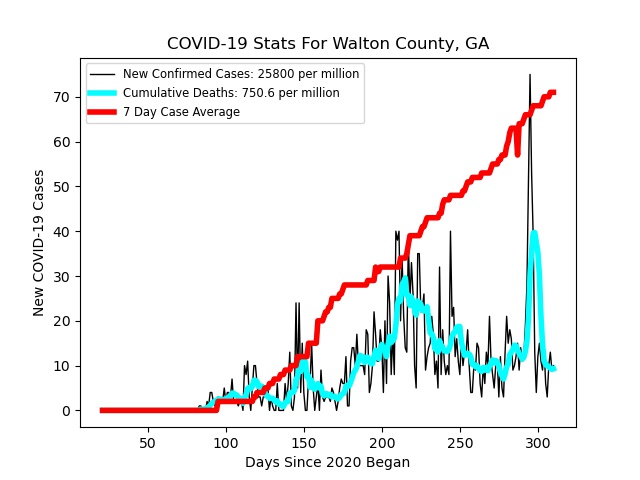 COVID-19 Stats For Walton County, GA
New Confirmed Cases: 25800 per million
Cumulative Deaths: 750.6 per million
7 Day Case Average
New COVID-19 Cases
70
60
50
40
30
20
10
0
50 100 150 200 250 300
Days Since 2020 Began